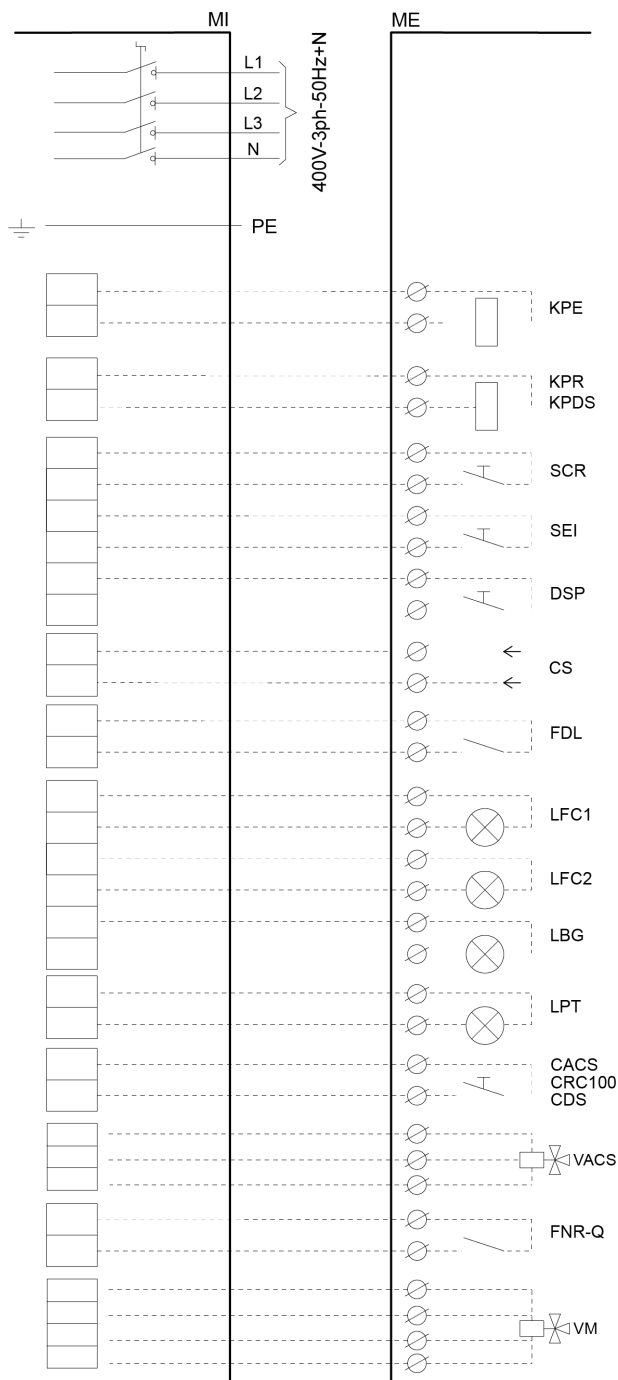 MI
ME
L1
L2
L3
N
400V-3ph-50Hz+N
PE
KPE
KPR
KPDS
SCR
SEI
DSP
CS
FDL
LFC1
LFC2
LBG
LPT
CACS
CRC100
CDS
VACS
FNR-Q
VM